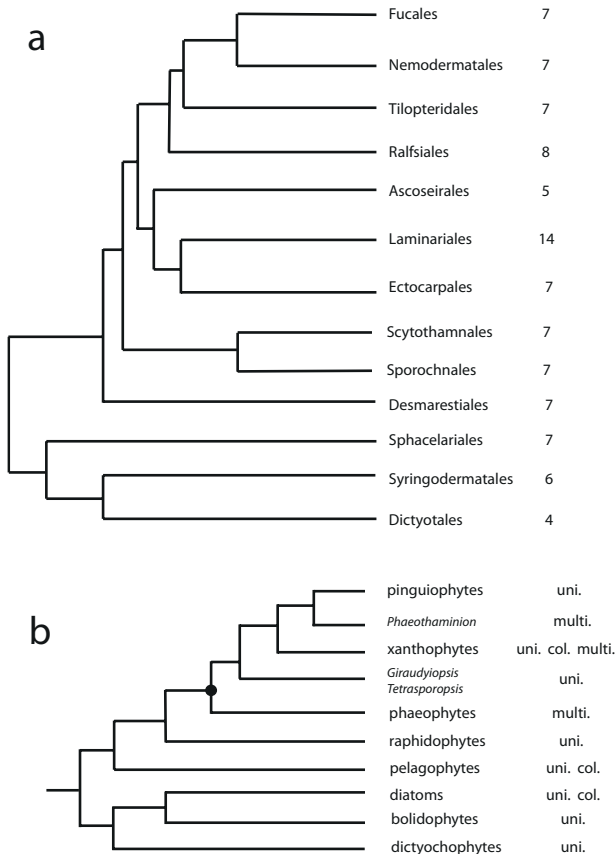 a
Fucales 7
Nemodermatales 7
Tilopteridales 7
Ralfsiales 8
Ascoseirales 5
Laminariales 14
Ectocarpales 7
Scytothamnales 7
Sporochnales 7
Desmarestiales 7
Sphacelariales 7
Syringodermatales 6
Dictyotales 4
b
pinguiophytes uni.
Phaeothaminion multi.
xanthophytes uni. col. multi.
Giraudyiopsis
Tetrasporopsis uni.
phaeophytes multi.
raphidophytes uni.
pelagophytes uni. col.
diatoms uni. col.
bolidophytes uni.
dictyochophytes uni.